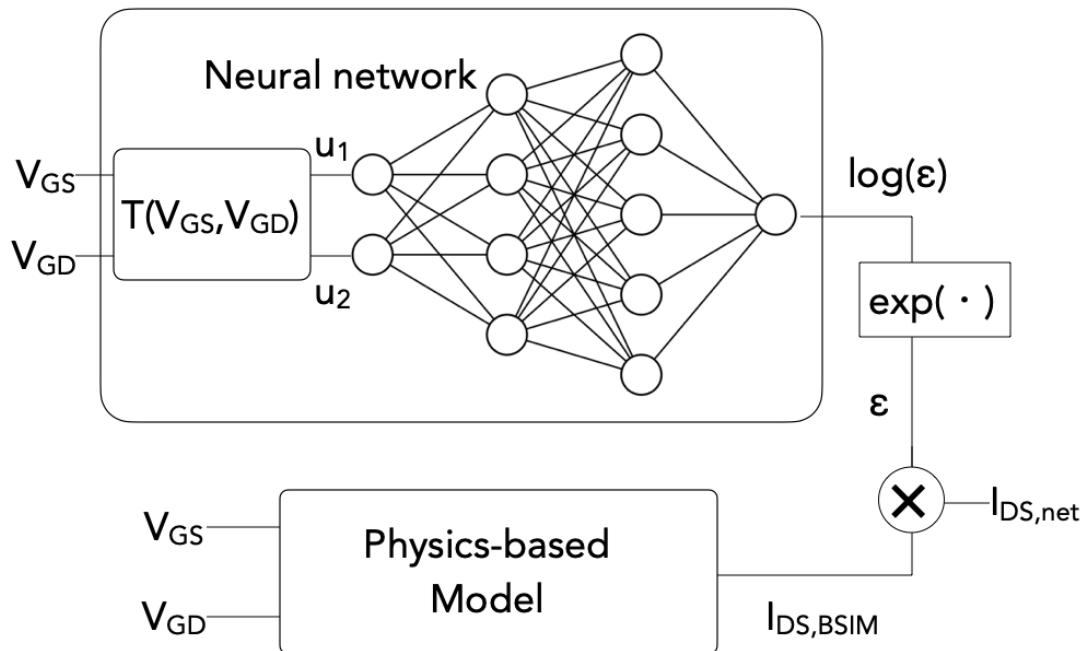 Neural network
V_GS
V_GD
T(V_GS,V_GD)
u_1
u_2
log(ε)
exp( · )
ε
×
I_DS,net
V_GS
V_GD
Physics-based
Model
I_DS,BSIM